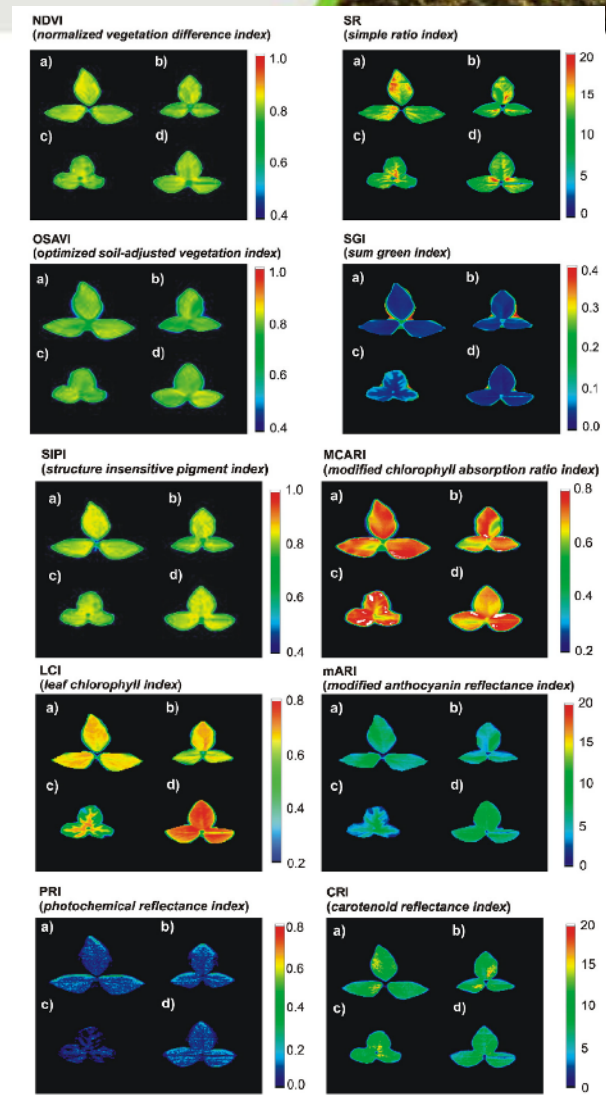 NDVI
(normalized vegetation difference index)
a)
b)
c)
d)
1.0
0.8
0.6
0.4
SR
(simple ratio index)
a)
b)
c)
d)
20
15
10
5
0
OSAVI
(optimized soil-adjusted vegetation index)
a)
b)
c)
d)
1.0
0.8
0.6
0.4
SGI
(sum green index)
a)
b)
c)
d)
0.4
0.3
0.2
0.1
0.0
SIPI
(structure insensitive pigment index)
a)
b)
c)
d)
1.0
0.8
0.6
0.4
MCARI
(modified chlorophyll absorption ratio index)
a)
b)
c)
d)
0.8
0.6
0.4
0.2
LCI
(leaf chlorophyll index)
a)
b)
c)
d)
0.8
0.6
0.4
0.2
mARI
(modified anthocyanin reflectance index)
a)
b)
c)
d)
20
15
10
5
0
PRI
(photochemical reflectance index)
a)
b)
c)
d)
0.8
0.6
0.4
0.2
0.0
CRI
(carotenoid reflectance index)
a)
b)
c)
d)
20
15
10
5
0